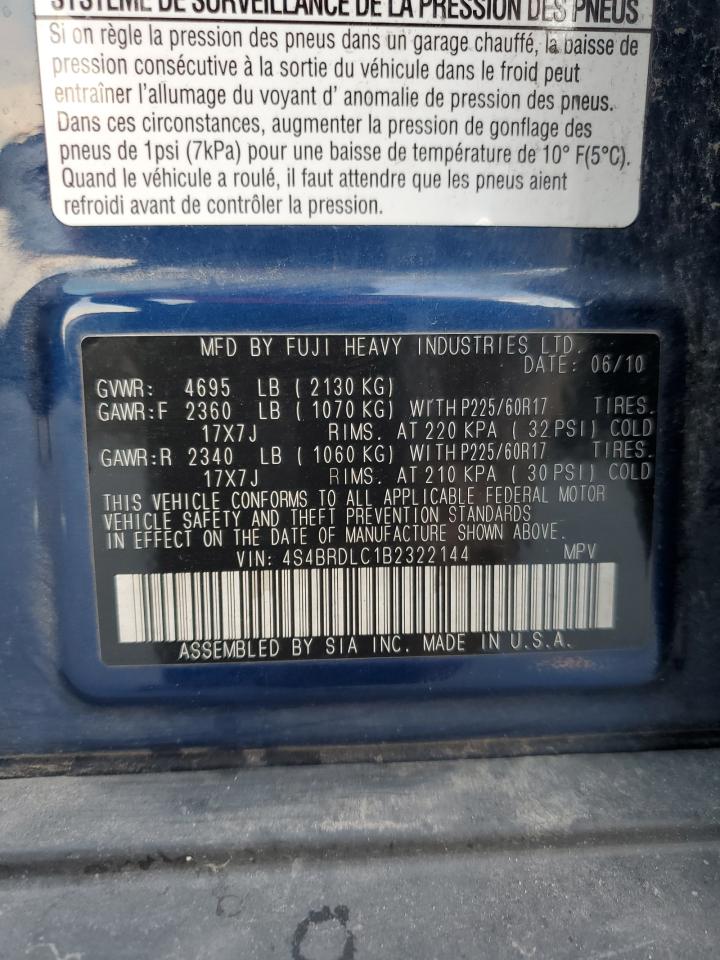 SYSTÈME DE SURVEILLANCE DE LA PRESSION DES PNEUS
Si on règle la pression des pneus dans un garage chauffé, la baisse de
pression consécutive à la sortie du véhicule dans le froid peut
entraîner l'allumage du voyant d' anomalie de pression des pneus.
Dans ces circonstances, augmenter la pression de gonflage des
pneus de 1psi (7kPa) pour une baisse de température de 10° F(5°C).
Quand le véhicule a roulé, il faut attendre que les pneus aient
refroidi avant de contrôler la pression.
MFD BY FUJI HEAVY INDUSTRIES LTD.
DATE: 06/10
GVWR: 4695 LB (2130 KG)
GAWR:F 2360 LB (1070 KG) WITH P225/60R17 TIRES.
17X7J RIMS. AT 220 KPA (32 PSI) COLD
GAWR:R 2340 LB (1060 KG) WITH P225/60R17 TIRES.
17X7J RIMS. AT 210 KPA (30 PSI) COLD
THIS VEHICLE CONFORMS TO ALL APPLICABLE FEDERAL MOTOR
VEHICLE SAFETY AND THEFT PREVENTION STANDARDS
IN EFFECT ON THE DATE OF MANUFACTURE SHOWN ABOVE.
VIN: 4S4BRDLC1B2322144 MPV
ASSEMBLED BY SIA INC. MADE IN U.S.A.